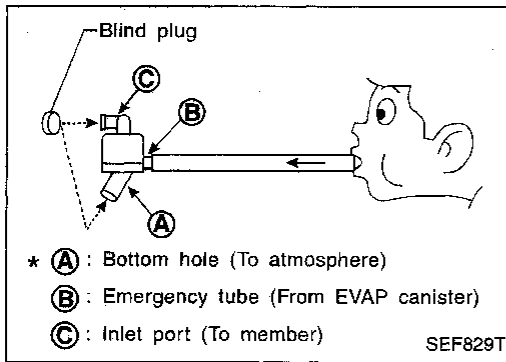 Blind plug
C
B
A
* A : Bottom hole (To atmosphere)
B : Emergency tube (From EVAP canister)
C : Inlet port (To member)
SEF829T